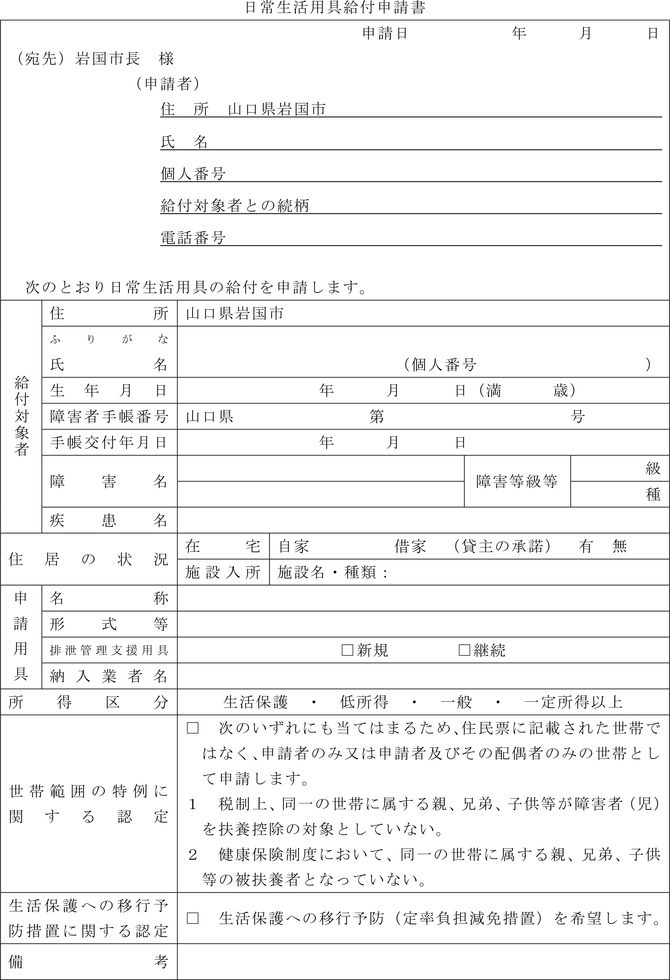 日常生活用具給付申請書
申請日　　　年　　　月　　　日
（宛先）岩国市長　様
（申請者）
住　所　山口県岩国市
氏　名
個人番号
給付対象者との続柄
電話番号
次のとおり日常生活用具の給付を申請します。
給付対象者
住所　山口県岩国市
ふりがな
氏名　（個人番号　　　　　　）
生年月日　　　年　　　月　　　日（満　　　歳）
障害者手帳番号　山口県　　　第　　　号
手帳交付年月日　　　年　　　月　　　日
障害名　障害等級等　級
種
疾患名
住居の状況　在宅　自家　　借家　（貸主の承諾）　有　無
施設入所　施設名・種類：
申請用具
名称
形式等
排泄管理支援用具　□新規　　□継続
納入業者名
所得区分　生活保護　・　低所得　・　一般　・　一定所得以上
世帯範囲の特例に
関する認定
□　次のいずれにも当てはまるため、住民票に記載された世帯で
はなく、申請者のみ又は申請者及びその配偶者のみの世帯とし
て申請します。
１　税制上、同一の世帯に属する親、兄弟、子供等が障害者（児）
を扶養控除の対象としていない。
２　健康保険制度において、同一の世帯に属する親、兄弟、子供
等の被扶養者となっていない。
生活保護への移行予
防措置に関する認定
□　生活保護への移行予防（定率負担減免措置）を希望します。
備考